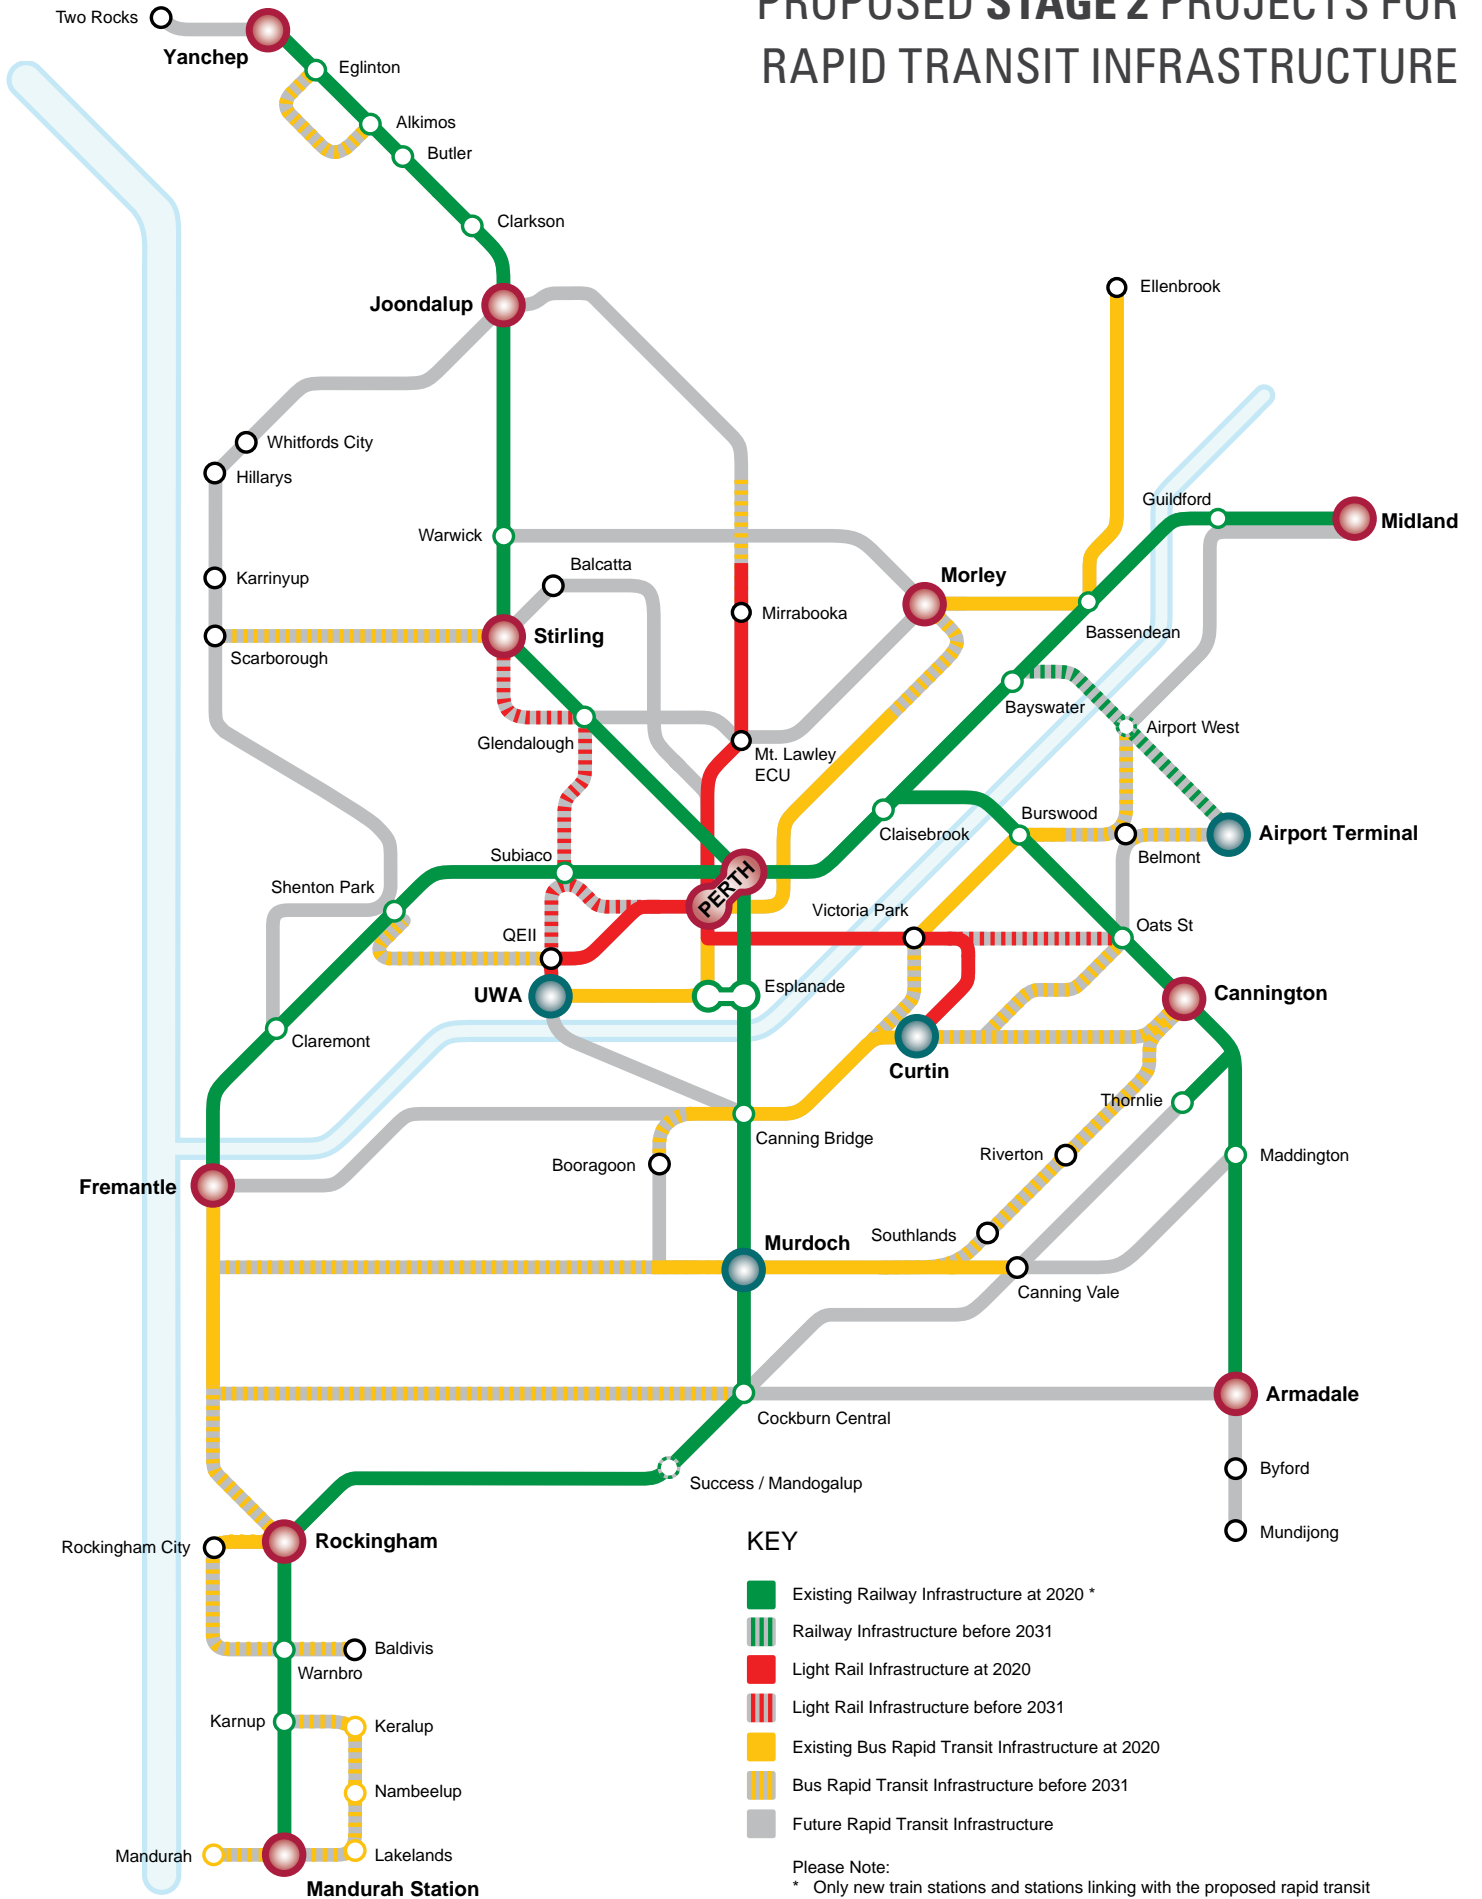 PROPOSED STAGE 2 PROJECTS FOR
RAPID TRANSIT INFRASTRUCTURE
Two Rocks
Yanchep
Eglinton
Alkimos
Butler
Clarkson
Joondalup
Ellenbrook
Whitfords City
Hillarys
Guildford
Midland
Warwick
Balcatta
Morley
Karrinyup
Mirrabooka
Stirling
Bassendean
Scarborough
Bayswater
Airport West
Glendalough
Mt. Lawley
ECU
Burswood
Claisebrook
Airport Terminal
Belmont
Subiaco
Shenton Park
PERTH
Victoria Park
Oats St
QEII
UWA
Esplanade
Cannington
Claremont
Curtin
Thornlie
Canning Bridge
Riverton
Maddington
Booragoon
Fremantle
Southlands
Murdoch
Canning Vale
Armadale
Cockburn Central
Byford
Success / Mandogalup
Mundijong
Rockingham City
Rockingham
Baldivis
Warnbro
Karnup
Keralup
Nambeelup
Mandurah
Lakelands
Mandurah Station
KEY
Existing Railway Infrastructure at 2020 *
Railway Infrastructure before 2031
Light Rail Infrastructure at 2020
Light Rail Infrastructure before 2031
Existing Bus Rapid Transit Infrastructure at 2020
Bus Rapid Transit Infrastructure before 2031
Future Rapid Transit Infrastructure
Please Note:
* Only new train stations and stations linking with the proposed rapid transit